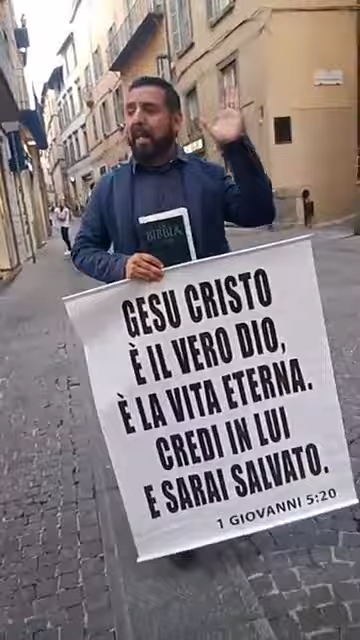 BIBBIA
GESU CRISTO
È IL VERO DIO,
È LA VITA ETERNA.
CREDI IN LUI
E SARAI SALVATO.
1 GIOVANNI 5:20